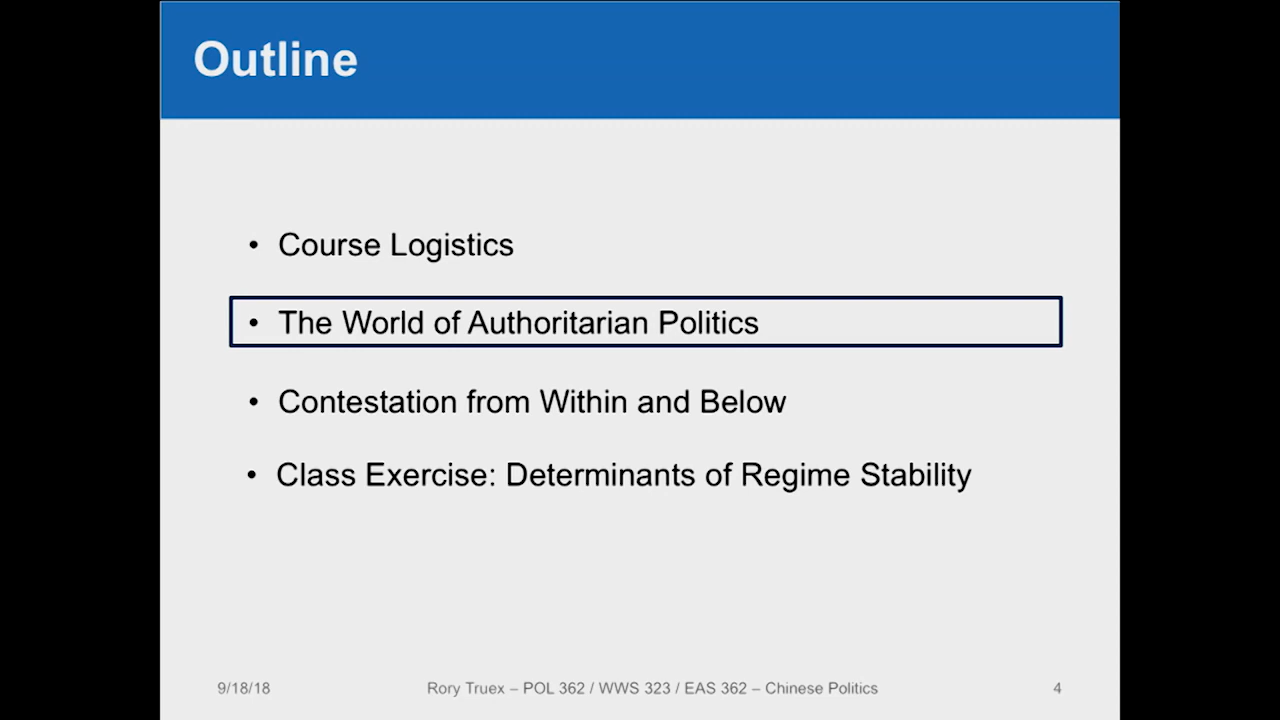 Outline
• Course Logistics
• The World of Authoritarian Politics
• Contestation from Within and Below
• Class Exercise: Determinants of Regime Stability
9/18/18
Rory Truex – POL 362 / WWS 323 / EAS 362 – Chinese Politics
4